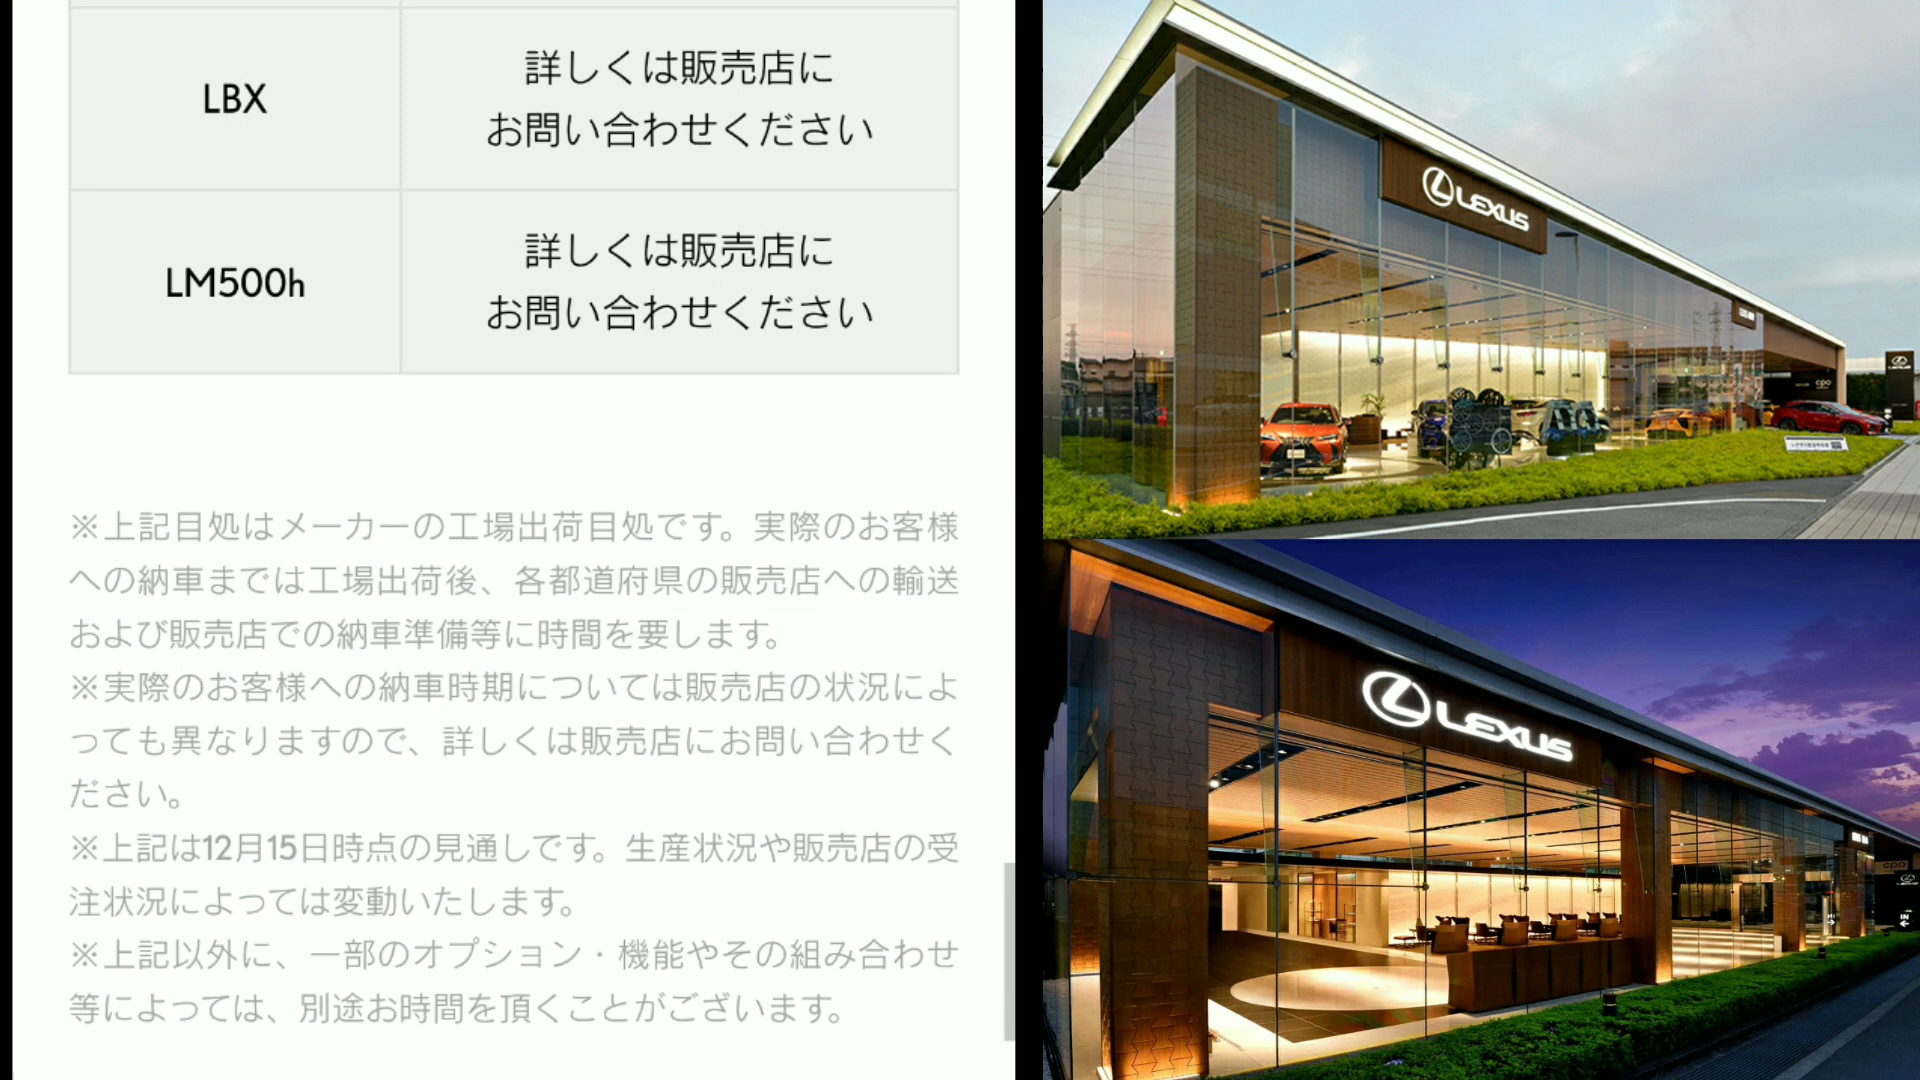 LBX
詳しくは販売店に
お問い合わせください
LM500h
詳しくは販売店に
お問い合わせください
※上記目処はメーカーの工場出荷目処です。実際のお客様
への納車までは工場出荷後、各都道府県の販売店への輸送
および販売店での納車準備等に時間を要します。
※実際のお客様への納車時期については販売店の状況によ
っても異なりますので、詳しくは販売店にお問い合わせく
ださい。
※上記は12月15日時点の見通しです。生産状況や販売店の受
注状況によっては変動いたします。
※上記以外に、一部のオプション・機能やその組み合わせ
等によっては、別途お時間を頂くことがございます。
LEXUS
cpo
LEXUS
cpo
IN